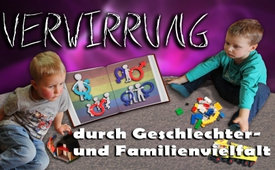 VERWIRRUNG
durch Geschlechter-
und Familienvielfalt